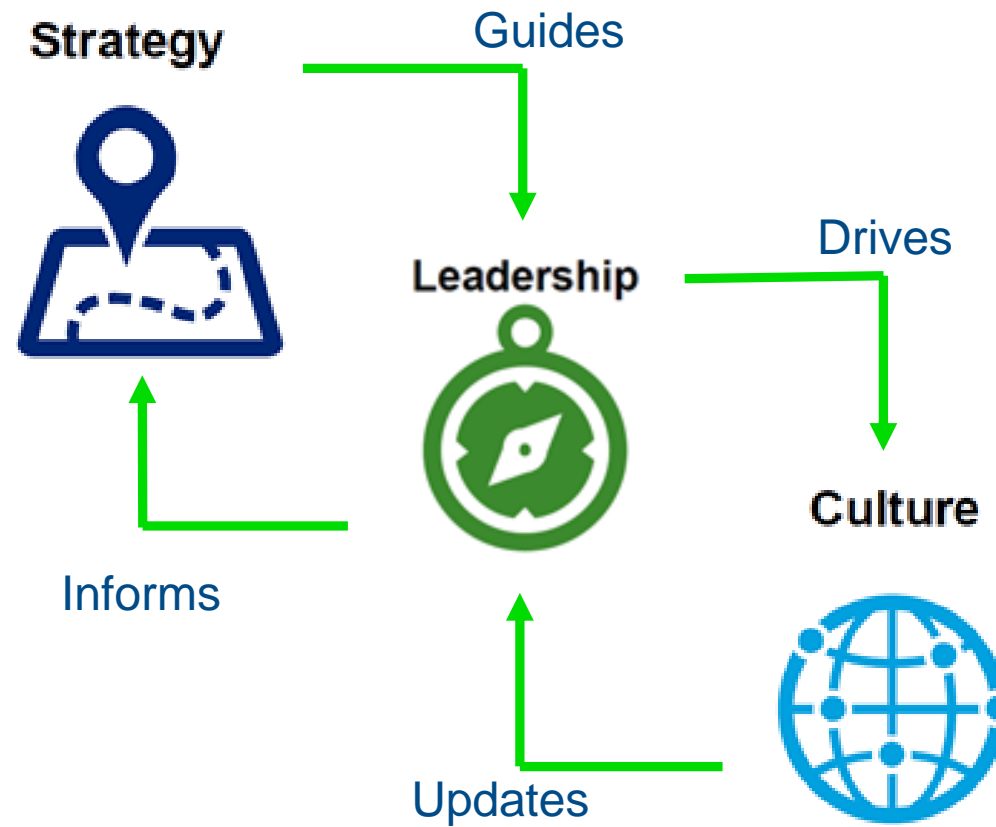 Strategy
Guides
Drives
Leadership
Culture
Informs
Updates